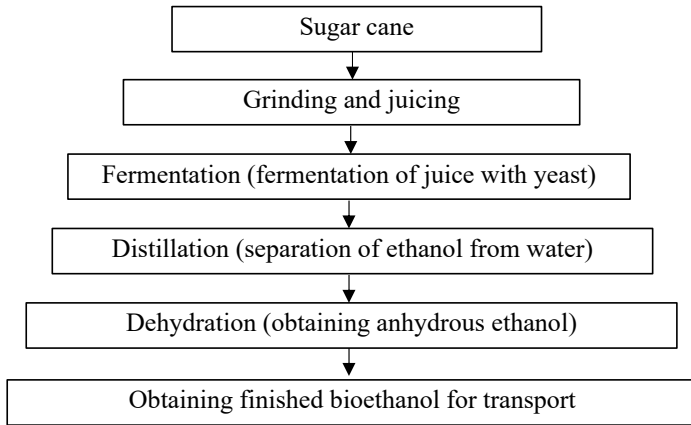 Sugar cane
Grinding and juicing
Fermentation (fermentation of juice with yeast)
Distillation (separation of ethanol from water)
Dehydration (obtaining anhydrous ethanol)
Obtaining finished bioethanol for transport